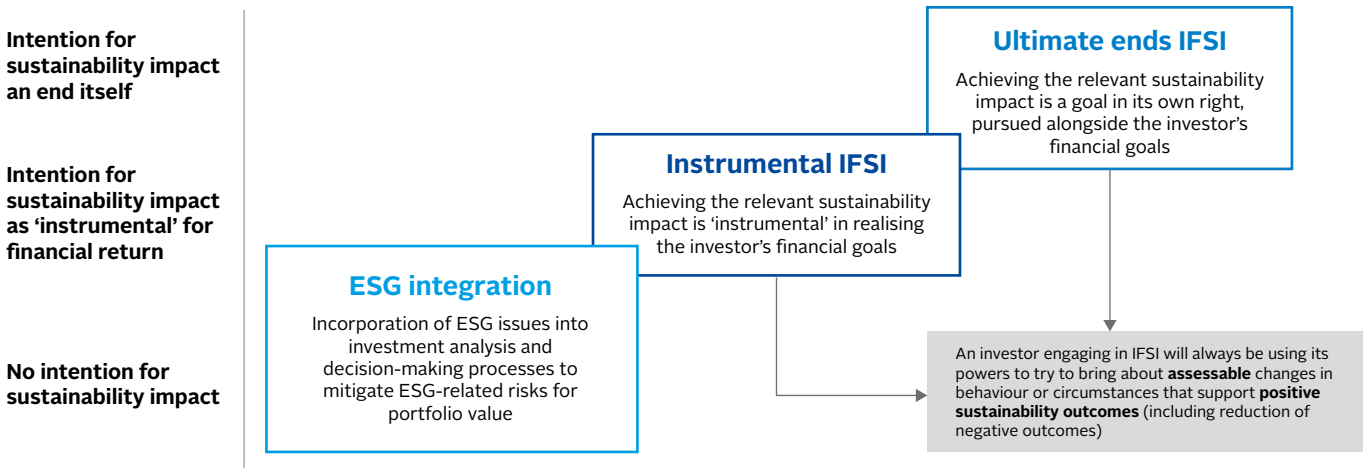 Intention for
sustainability impact
an end itself
Intention for
sustainability impact
as ‘instrumental’ for
financial return
No intention for
sustainability impact
Ultimate ends IFSI
Achieving the relevant sustainability
impact is a goal in its own right,
pursued alongside the investor’s
financial goals
Instrumental IFSI
Achieving the relevant sustainability
impact is ‘instrumental’ in realising
the investor’s financial goals
ESG integration
Incorporation of ESG issues into
investment analysis and
decision-making processes to
mitigate ESG-related risks for
portfolio value
An investor engaging in IFSI will always be using its
powers to try to bring about assessable changes in
behaviour or circumstances that support positive
sustainability outcomes (including reduction of
negative outcomes)